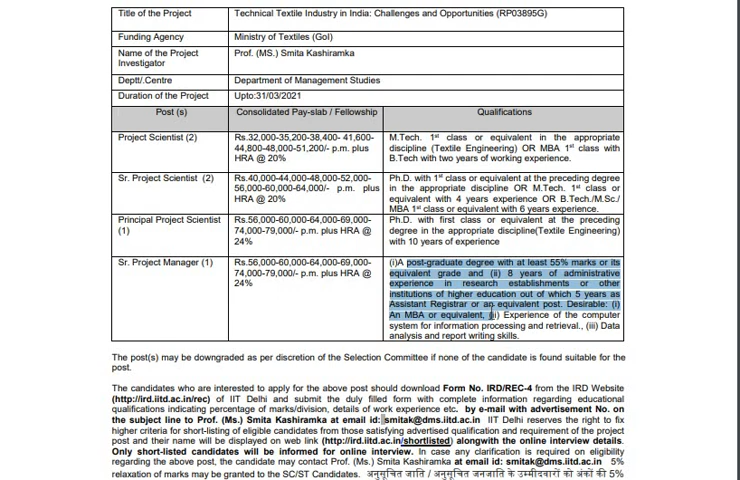 Title of the Project Technical Textile Industry in India: Challenges and Opportunities (RP03895G)
Funding Agency Ministry of Textiles (GoI)
Name of the Project Prof. (MS.) Smita Kashiramka
Investigator
Deptt/.Centre Department of Management Studies
Duration of the Project Upto:31/03/2021
Post (s) Consolidated Pay-slab / Fellowship Qualifications
Project Scientist (2) Rs.32,000-35,200-38,400- 41,600- M.Tech. 1st class or equivalent in the appropriate
44,800-48,000-51,200/- p.m. plus discipline (Textile Engineering) OR MBA 1st class with
HRA @ 20% B.Tech with two years of working experience.
Sr. Project Scientist (2) Rs.40,000-44,000-48,000-52,000- Ph.D. with 1st class or equivalent at the preceding degree
56,000-60,000-64,000/- p.m. plus in the appropriate discipline OR M.Tech. 1st class or
HRA @ 20% equivalent with 4 years experience OR B.Tech./M.Sc./
MBA 1st class or equivalent with 6 years experience.
Principal Project Scientist Rs.56,000-60,000-64,000-69,000- Ph.D. with first class or equivalent at the preceding
(1) 74,000-79,000/- p.m. plus HRA @ degree in the appropriate discipline(Textile Engineering)
24% with 10 years of experience
Sr. Project Manager (1) Rs.56,000-60,000-64,000-69,000- (i)A post-graduate degree with at least 55% marks or its
74,000-79,000/- p.m. plus HRA @ equivalent grade and (ii) 8 years of administrative
24% experience in research establishments or other
institutions of higher education out of which 5 years as
Assistant Registrar or an equivalent post. Desirable: (i)
An MBA or equivalent, (ii) Experience of the computer
system for information processing and retrieval., (iii) Data
analysis and report writing skills.
The post(s) may be downgraded as per discretion of the Selection Committee if none of the candidate is found suitable for the
post.
The candidates who are interested to apply for the above post should download Form No. IRD/REC-4 from the IRD Website
(http://ird.iitd.ac.in/rec) of IIT Delhi and submit the duly filled form with complete information regarding educational
qualifications indicating percentage of marks/division, details of work experience etc. by e-mail with advertisement No. on
the subject line to Prof. (Ms.) Smita Kashiramka at email id:smitak@dms.iitd.ac.in IIT Delhi reserves the right to fix
higher criteria for short-listing of eligible candidates from those satisfying advertised qualification and requirement of the project
post and their name will be displayed on web link (http://ird.iitd.ac.in/shortlisted) alongwith the online interview details.
Only short-listed candidates will be informed for online interview. In case any clarification is required on eligibility
regarding the above post, the candidate may contact Prof. (Ms.) Smita Kashiramka at email id: smitak@dms.iitd.ac.in 5%
relaxation of marks may be granted to the SC/ST Candidates. अनुसूचित जाति / अनुसूचित जनजाति के उम्मीदवारों को अंकों की 5%